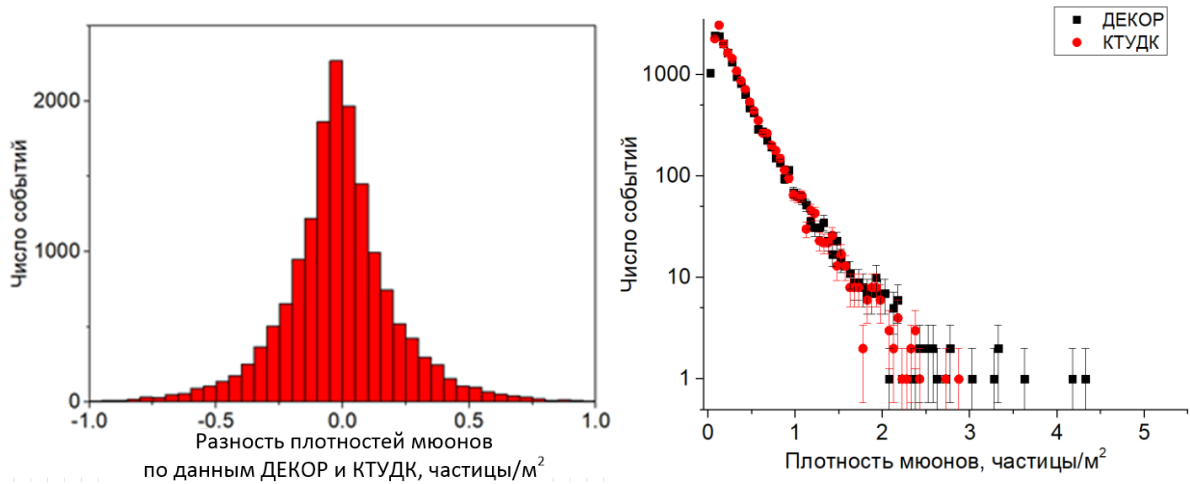 Число событий
2000
1000
0
-1.0
-0.5
0.0
0.5
1.0
Разность плотностей мюонов
по данным ДЕКОР и КТУДК, частицы/м²
ДЕКОР
КТУДК
Число событий
1000
100
10
1
0
1
2
3
4
5
Плотность мюонов, частицы/м²